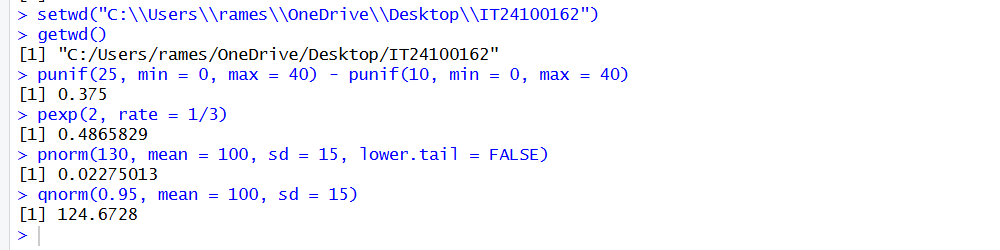 > setwd("C:\\Users\\rames\\OneDrive\\Desktop\\IT24100162")
> getwd()
[1] "C:/Users/rames/OneDrive/Desktop/IT24100162"
> punif(25, min = 0, max = 40) - punif(10, min = 0, max = 40)
[1] 0.375
> pexp(2, rate = 1/3)
[1] 0.4865829
> pnorm(130, mean = 100, sd = 15, lower.tail = FALSE)
[1] 0.02275013
> qnorm(0.95, mean = 100, sd = 15)
[1] 124.6728
>